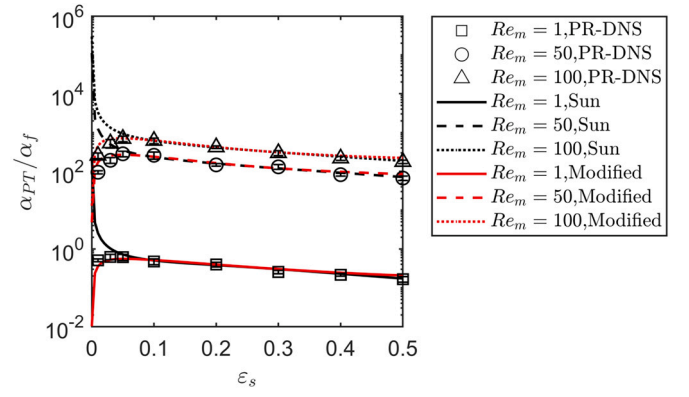 10^6
10^4
10^2
10^0
10^-2
α_PT/α_f
0 0.1 0.2 0.3 0.4 0.5
ε_s
Re_m = 1,PR-DNS
Re_m = 50,PR-DNS
Re_m = 100,PR-DNS
Re_m = 1,Sun
Re_m = 50,Sun
Re_m = 100,Sun
Re_m = 1,Modified
Re_m = 50,Modified
Re_m = 100,Modified